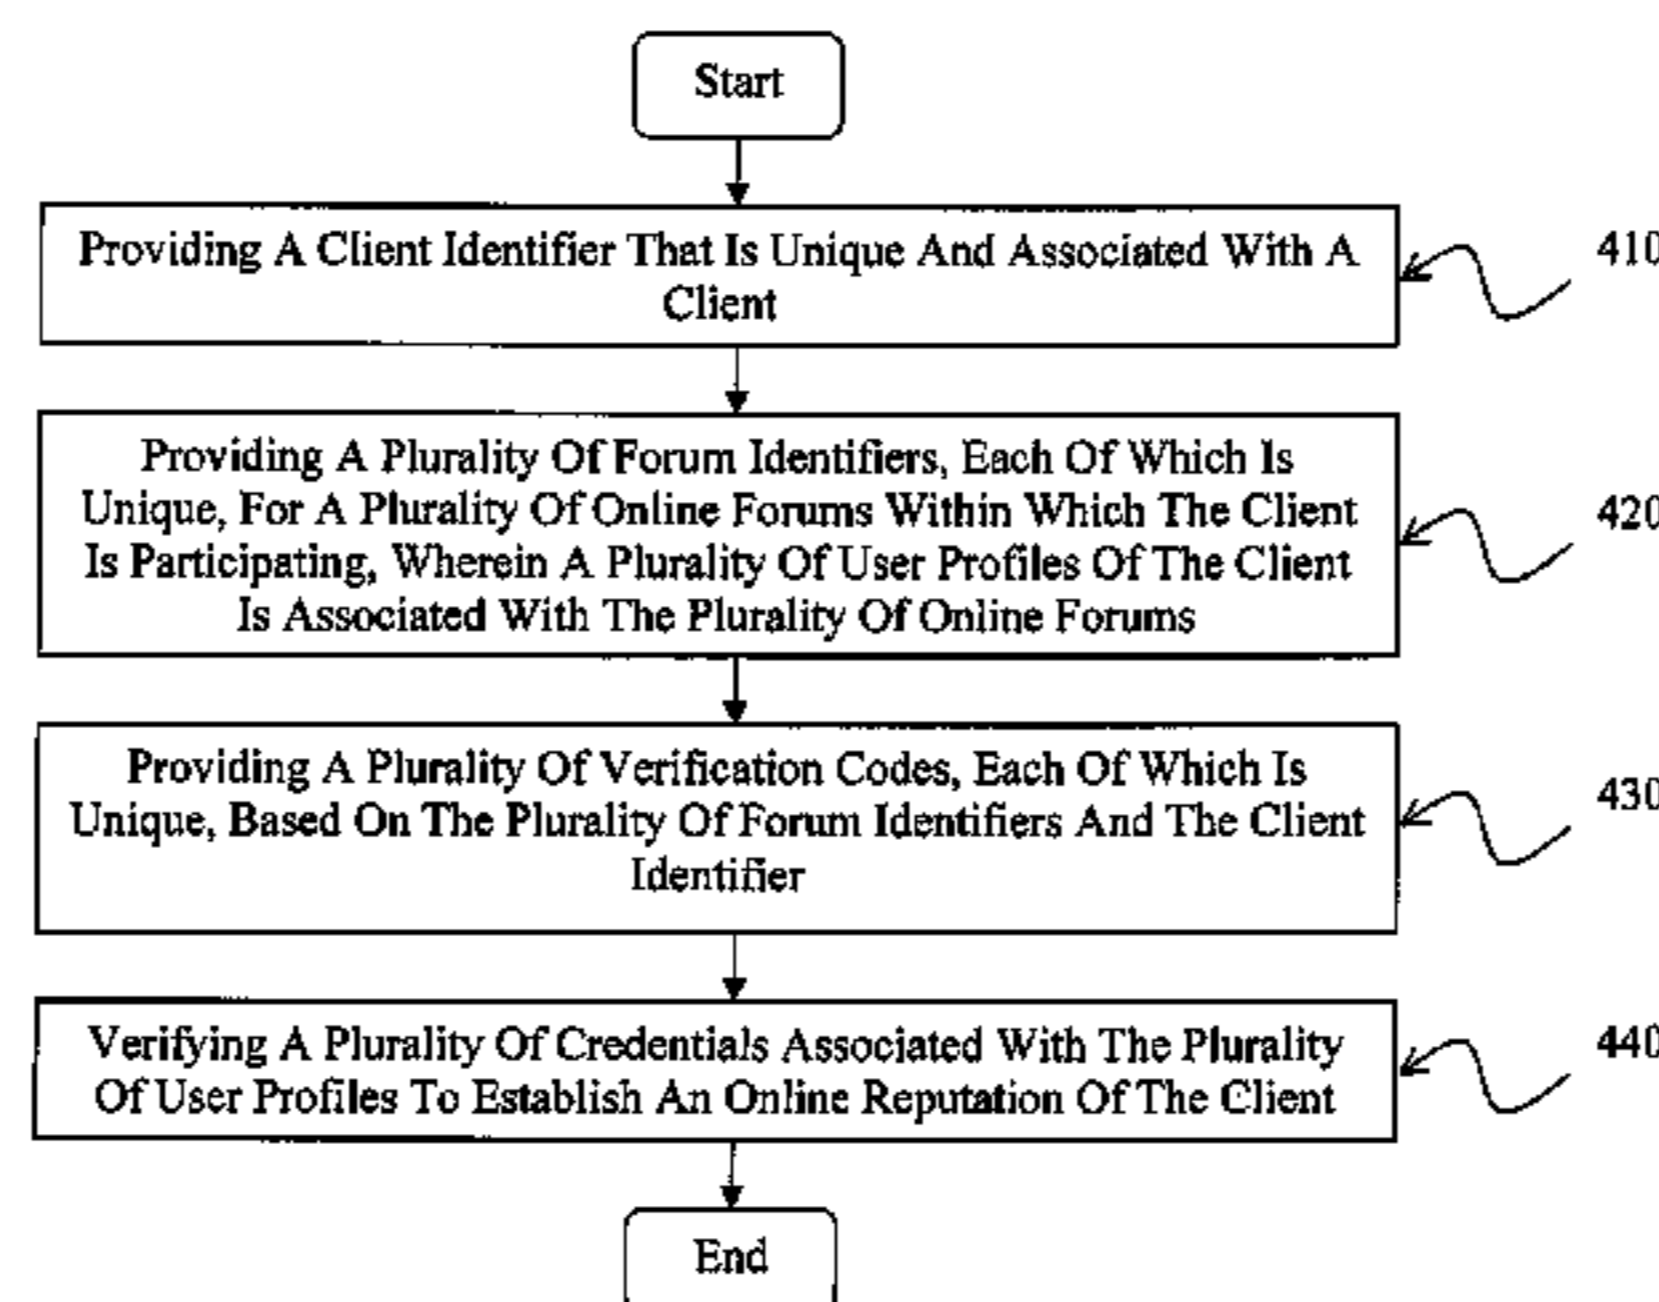 Start
Providing A Client Identifier That Is Unique And Associated With A
Client
410
Providing A Plurality Of Forum Identifiers, Each Of Which Is
Unique, For A Plurality Of Online Forums Within Which The Client
Is Participating, Wherein A Plurality Of User Profiles Of The Client
Is Associated With The Plurality Of Online Forums
420
Providing A Plurality Of Verification Codes, Each Of Which Is
Unique, Based On The Plurality Of Forum Identifiers And The Client
Identifier
430
Verifying A Plurality Of Credentials Associated With The Plurality
Of User Profiles To Establish An Online Reputation Of The Client
440
End